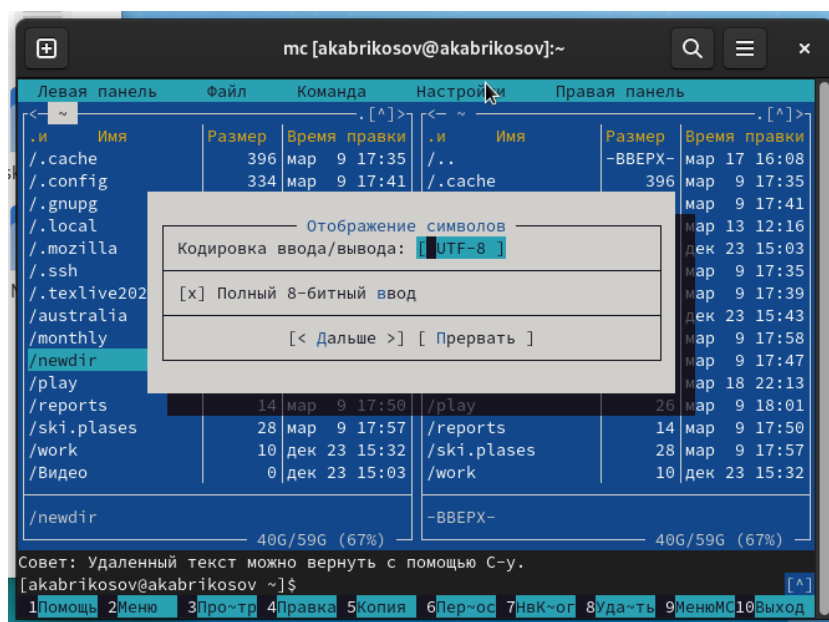 mc [akabrikosov@akabrikosov]:~
Левая панель Файл Команда Настройки Правая панель
<— ~ .[^]> <— ~ .[^]>
.и Имя Размер Время правки .и Имя Размер Время правки
/.cache 396 мар 9 17:35 /.. -ВВЕРХ- мар 17 16:08
/.config 334 мар 9 17:41 /.cache 396 мар 9 17:35
/.gnupg мар 9 17:41
/.local Отображение символов мар 13 12:16
/.mozilla Кодировка ввода/вывода: [ UTF-8 ] дек 23 15:03
/.ssh мар 9 17:35
/.texlive202 [x] Полный 8-битный ввод мар 9 17:39
/australia дек 23 15:43
/monthly [< Дальше >] [ Прервать ] мар 9 17:58
/newdir мар 9 17:47
/play мар 18 22:13
/reports 14 мар 9 17:50 /play 26 мар 9 18:01
/ski.plases 28 мар 9 17:57 /reports 14 мар 9 17:50
/work 10 дек 23 15:32 /ski.plases 28 мар 9 17:57
/Видео 0 дек 23 15:03 /work 10 дек 23 15:32
/newdir -ВВЕРХ-
40G/59G (67%) 40G/59G (67%)
Совет: Удаленный текст можно вернуть с помощью C-y.
[akabrikosov@akabrikosov ~]$ [^]
1Помощь 2Меню 3Про~тр 4Правка 5Копия 6Пер~ос 7НвК~ог 8Уда~ть 9МенюMC 10Выход